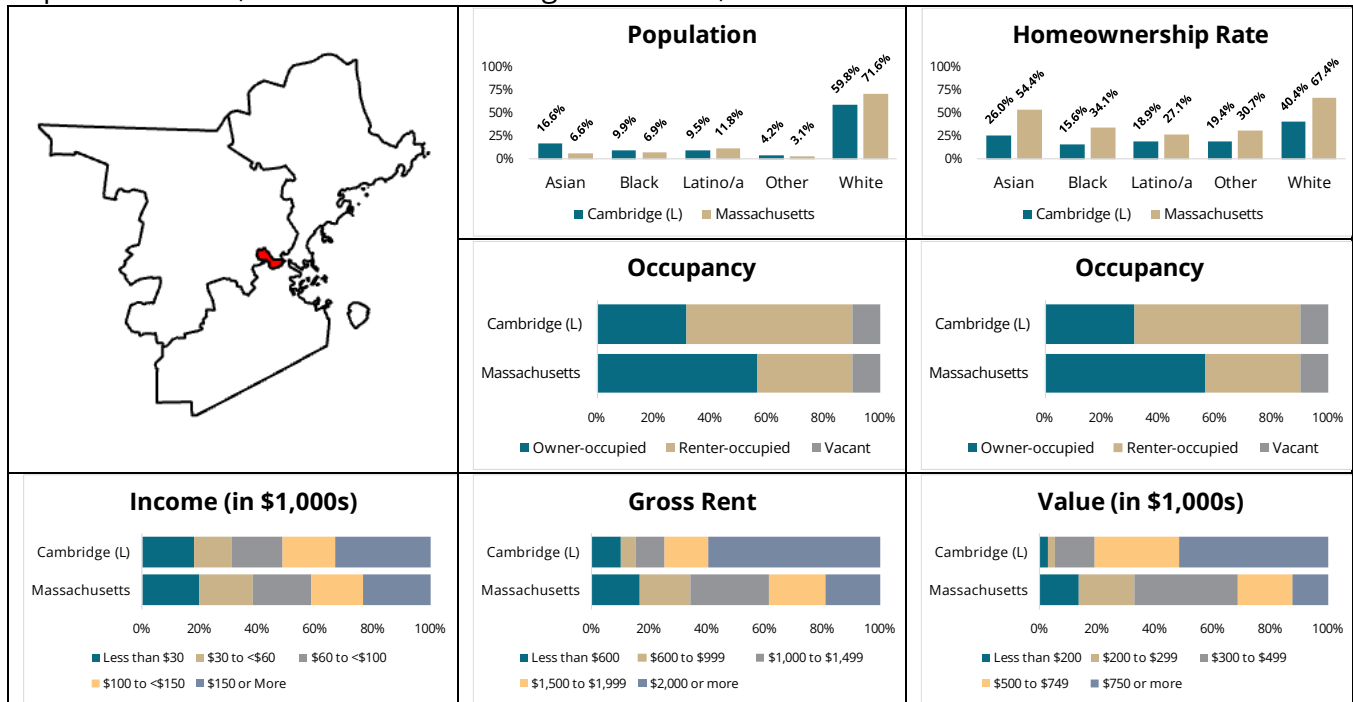 Population
100%
75%
50%
25%
0%
16.6% 6.6% 9.9% 6.9% 9.5% 11.8% 4.2% 3.1% 59.8% 71.6%
Asian Black Latino/a Other White
Cambridge (L) Massachusetts
Homeownership Rate
100%
75%
50%
25%
0%
26.0% 54.4% 15.6% 34.1% 18.9% 27.1% 19.4% 30.7% 40.4% 67.4%
Asian Black Latino/a Other White
Cambridge (L) Massachusetts
Occupancy
Cambridge (L)
Massachusetts
0% 20% 40% 60% 80% 100%
Owner-occupied Renter-occupied Vacant
Occupancy
Cambridge (L)
Massachusetts
0% 20% 40% 60% 80% 100%
Owner-occupied Renter-occupied Vacant
Income (in $1,000s)
Cambridge (L)
Massachusetts
0% 20% 40% 60% 80% 100%
Less than $30 $30 to <$60 $60 to <$100
$100 to <$150 $150 or More
Gross Rent
Cambridge (L)
Massachusetts
0% 20% 40% 60% 80% 100%
Less than $600 $600 to $999 $1,000 to $1,499
$1,500 to $1,999 $2,000 or more
Value (in $1,000s)
Cambridge (L)
Massachusetts
0% 20% 40% 60% 80% 100%
Less than $200 $200 to $299 $300 to $499
$500 to $749 $750 or more